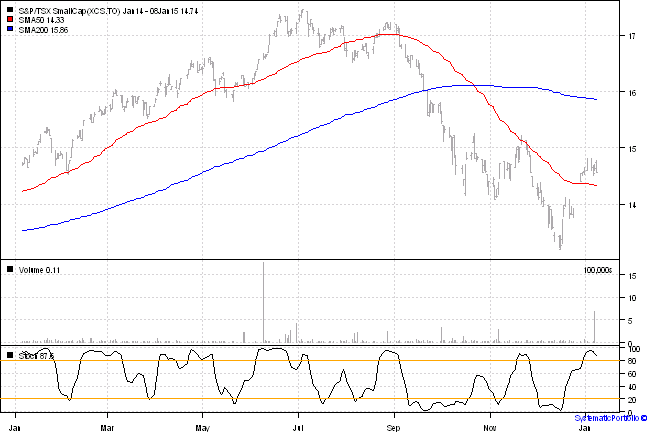 S&P/TSX SmallCap(XCS.TO) Jan14 - 08Jan15 14.74
SMA50 14.33
SMA200 15.86
17
16
15
14
Volume 0.11
100,000s
15
10
5
0
100
80
60
40
20
0
Jan Mar May Jul Sep Nov Jan
SystematicPortfolio ©